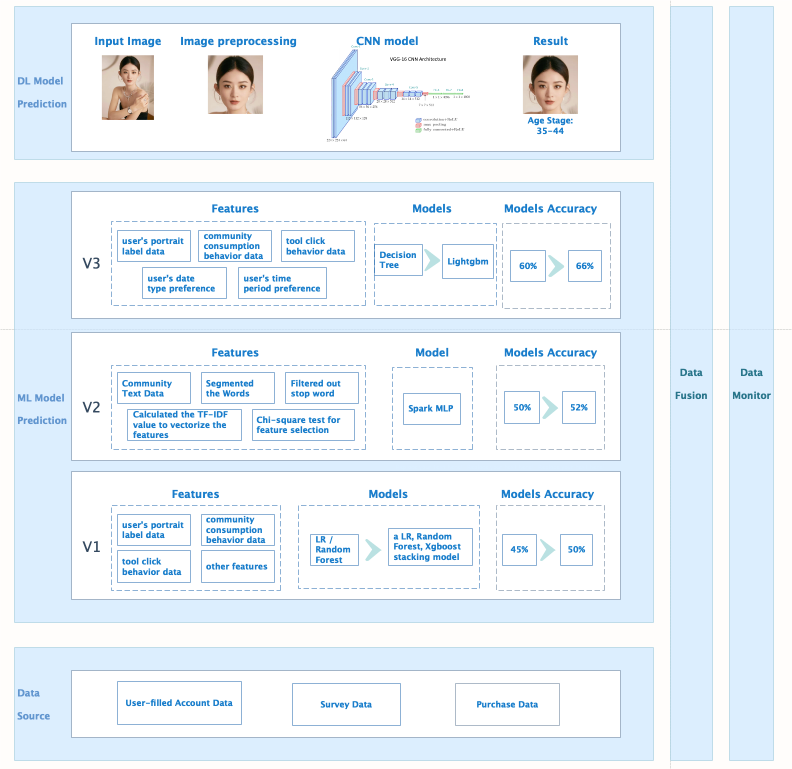 Input Image
Image preprocessing
CNN model
Result
DL Model
Prediction
VGG-16 CNN Architecture
Age Stage:
35-44
Features
Models
Models Accuracy
V3
user's portrait
label data
community
consumption
behavior data
tool click
behavior data
user's date
type preference
user's time
period preference
Decision
Tree
Lightgbm
60%
66%
ML Model
Prediction
Features
Model
Models Accuracy
V2
Community
Text Data
Segmented
the Words
Filtered out
stop word
Calculated the TF-IDF
value to vectorize the
features
Chi-square test for
feature selection
Spark MLP
50%
52%
Features
Models
Models Accuracy
V1
user's portrait
label data
community
consumption
behavior data
tool click
behavior data
other features
LR /
Random
Forest
a LR, Random
Forest, Xgboost
stacking model
45%
50%
Data
Source
User-filled Account Data
Survey Data
Purchase Data
Data
Fusion
Data
Monitor